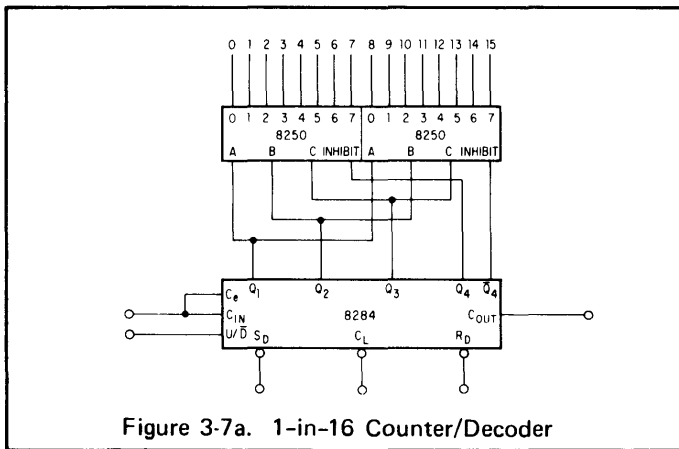 0 1 2 3 4 5 6 7 8 9 10 11 12 13 14 15
0 1 2 3 4 5 6 7 0 1 2 3 4 5 6 7
8250 8250
A B C INHIBIT A B C INHIBIT
Q1 Q2 Q3 Q4 Q̅4
Ce
CIN 8284 COUT
U/D̅ SD CL RD
Figure 3-7a. 1-in-16 Counter/Decoder